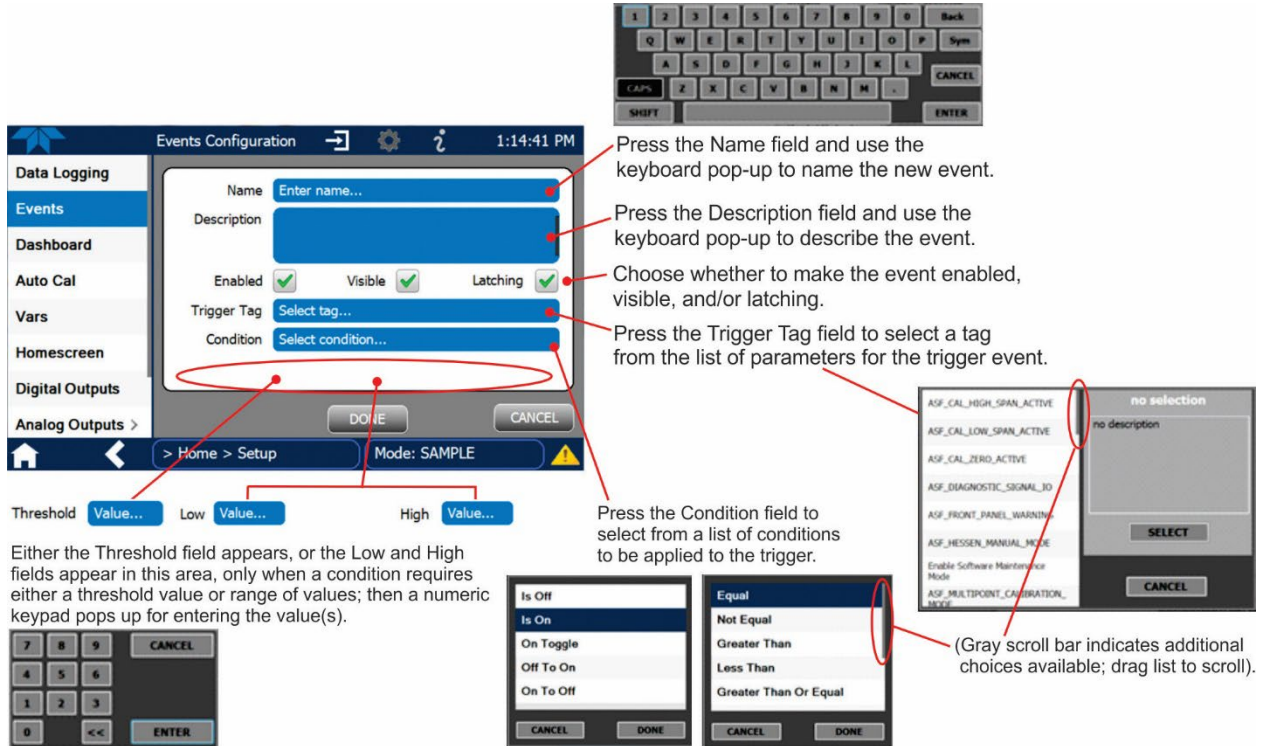 1 2 3 4 5 6 7 8 9 0 Back
Q W E R T Y U I O P Sym
A S D F G H J K L
CANCEL
CAPS Z X C V B N M .
SHIFT ENTER
Events Configuration i 1:14:41 PM
Data Logging
Events
Dashboard
Auto Cal
Vars
Homescreen
Digital Outputs
Analog Outputs >
Name Enter name...
Description
Enabled Visible Latching
Trigger Tag Select tag...
Condition Select condition...
DONE CANCEL
> Home > Setup Mode: SAMPLE
Press the Name field and use the
keyboard pop-up to name the new event.
Press the Description field and use the
keyboard pop-up to describe the event.
Choose whether to make the event enabled,
visible, and/or latching.
Press the Trigger Tag field to select a tag
from the list of parameters for the trigger event.
ASF_CAL_HIGH_SPAN_ACTIVE
ASF_CAL_LOW_SPAN_ACTIVE
ASF_CAL_ZERO_ACTIVE
ASF_DIAGNOSTIC_SIGNAL_IO
ASF_FRONT_PANEL_WARNING
ASF_HESSEN_MANUAL_MODE
Enable Software Maintenance
Mode
ASF_MULTIPOINT_CALIBRATION_
MODE
no selection
no description
SELECT
CANCEL
Threshold Value... Low Value... High Value...
Either the Threshold field appears, or the Low and High
fields appear in this area, only when a condition requires
either a threshold value or range of values; then a numeric
keypad pops up for entering the value(s).
7 8 9 CANCEL
4 5 6
1 2 3
0 << ENTER
Press the Condition field to
select from a list of conditions
to be applied to the trigger.
Is Off
Is On
On Toggle
Off To On
On To Off
CANCEL DONE
Equal
Not Equal
Greater Than
Less Than
Greater Than Or Equal
CANCEL DONE
(Gray scroll bar indicates additional
choices available; drag list to scroll).